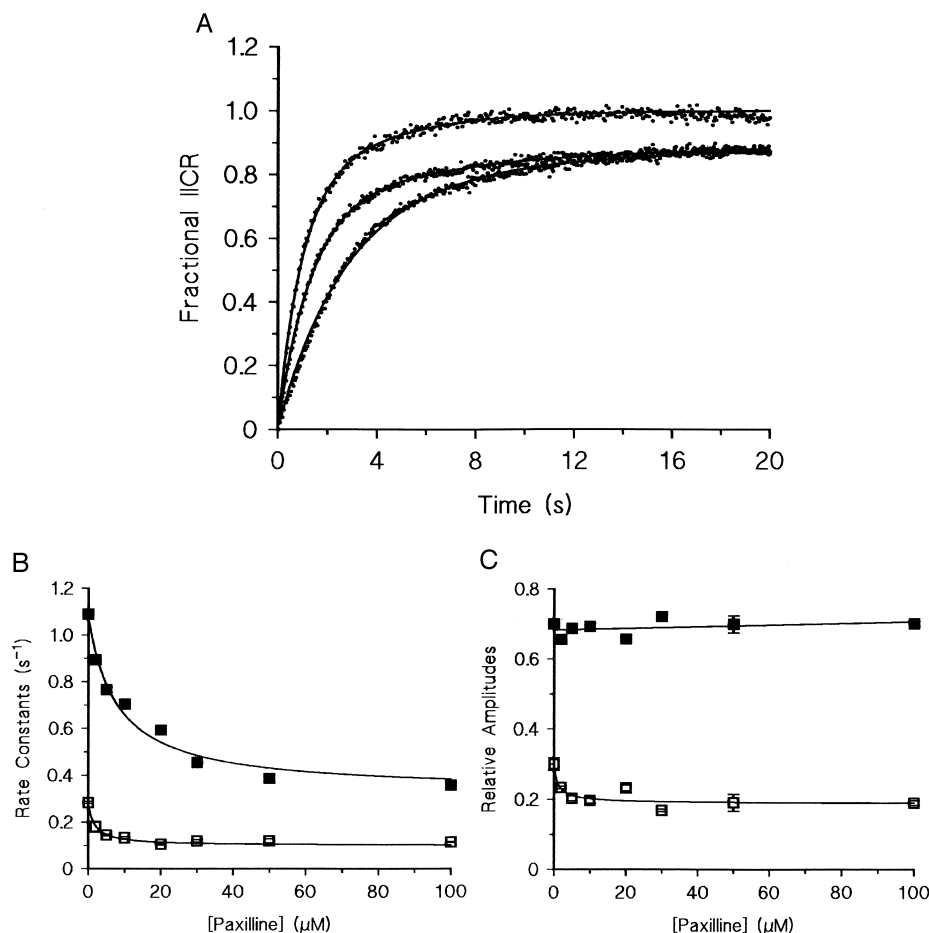 A
1.2
1.0
0.8
0.6
0.4
0.2
0
Fractional IICR
0 4 8 12 16 20
Time (s)
B
1.2
1.0
0.8
0.6
0.4
0.2
0
Rate Constants (s⁻¹)
0 20 40 60 80 100
[Paxilline] (μM)
C
0.8
0.6
0.4
0.2
0
Relative Amplitudes
0 20 40 60 80 100
[Paxilline] (μM)